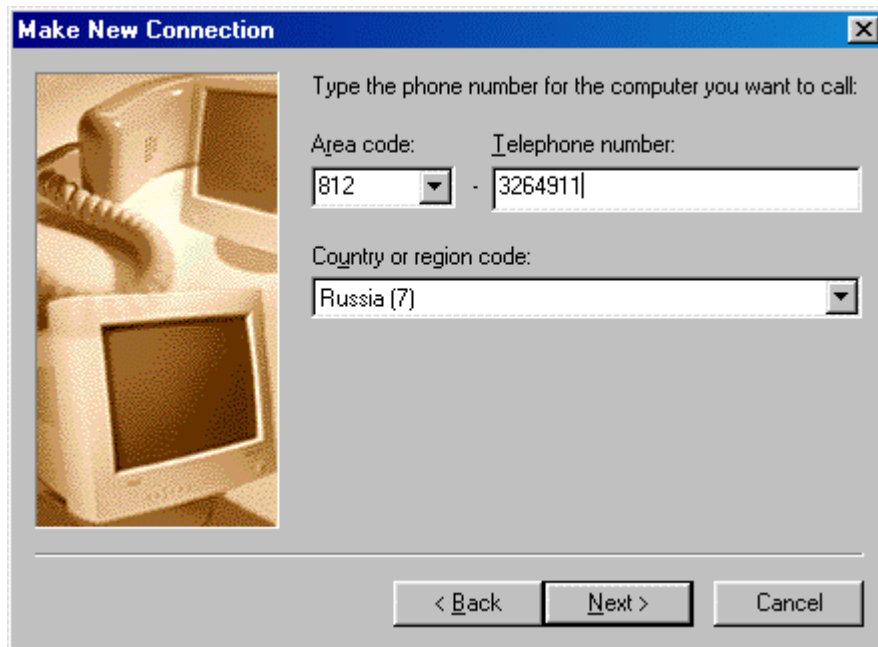 Make New Connection
Type the phone number for the computer you want to call:
Area code: Telephone number:
812 - 3264911
Country or region code:
Russia (7)
< Back Next > Cancel